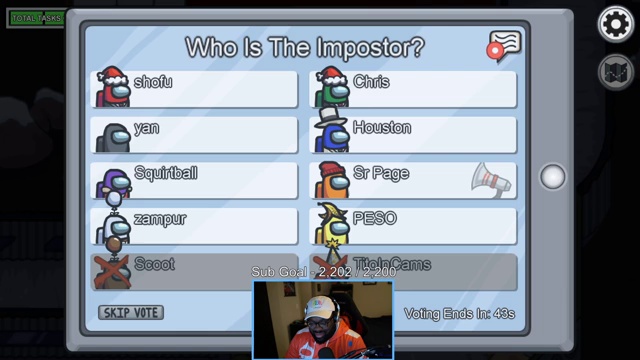 TOTAL TASKS
Who Is The Impostor?
shofu
Chris
yan
Houston
Squirtball
Sr Page
zampur
PESO
Scoot
TitoInCams
Sub Goal - 2,202 / 2,200
SKIP VOTE
Voting Ends In: 43s